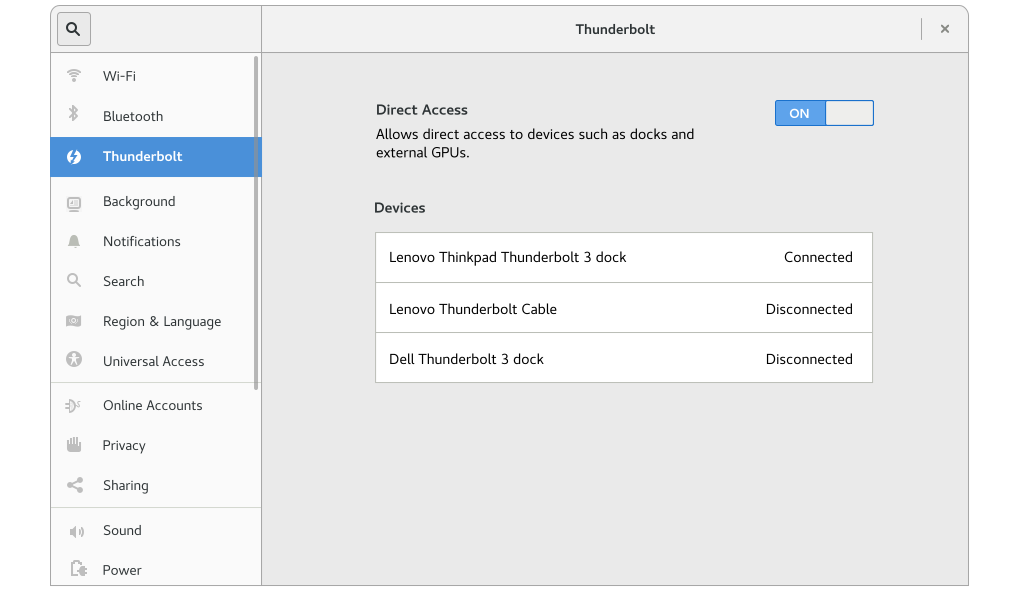 Thunderbolt
Wi-Fi
Bluetooth
Thunderbolt
Background
Notifications
Search
Region & Language
Universal Access
Online Accounts
Privacy
Sharing
Sound
Power
Direct Access
ON
Allows direct access to devices such as docks and
external GPUs.
Devices
Lenovo Thinkpad Thunderbolt 3 dock Connected
Lenovo Thunderbolt Cable Disconnected
Dell Thunderbolt 3 dock Disconnected